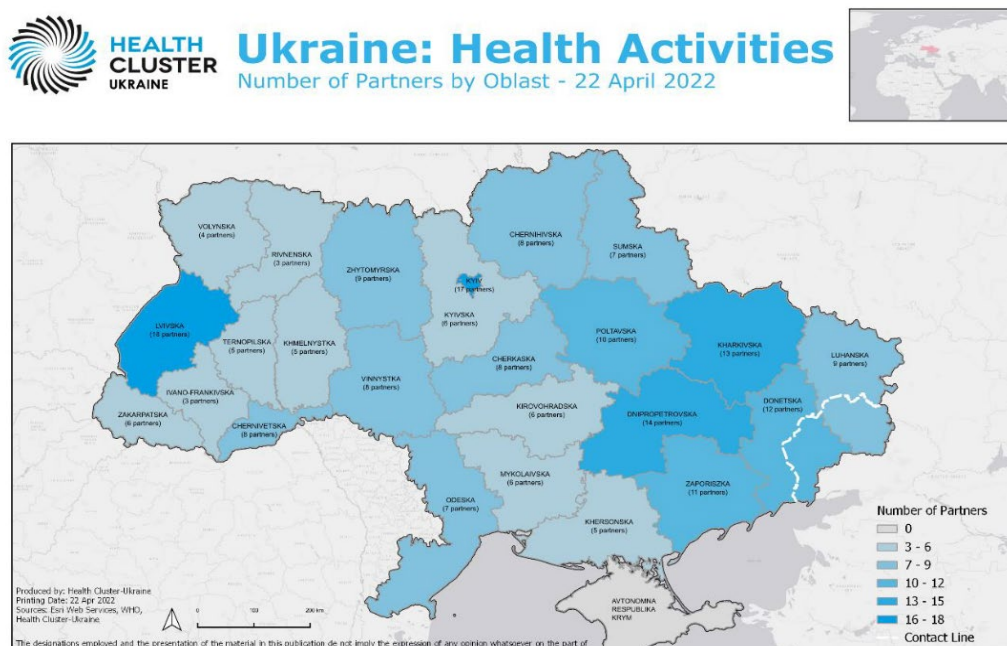 HEALTH
CLUSTER
UKRAINE
Ukraine: Health Activities
Number of Partners by Oblast - 22 April 2022
VOLYNSKA
(4 partners)
RIVNENSKA
(3 partners)
ZHYTOMYRSKA
(9 partners)
KYIV
(17 partners)
KYIVSKA
(6 partners)
CHERNIHIVSKA
(8 partners)
SUMSKA
(7 partners)
LVIVSKA
(18 partners)
TERNOPILSKA
(5 partners)
KHMELNYSTKA
(5 partners)
VINNYSTKA
(8 partners)
CHERKASKA
(8 partners)
POLTAVSKA
(10 partners)
KHARKIVSKA
(13 partners)
LUHANSKA
9 partners)
IVANO-FRANKIVSKA
(3 partners)
ZAKARPATSKA
(6 partners)
CHERNIVETSKA
(8 partners)
KIROVOHRADSKA
(6 partners)
DNIPROPETROVSKA
(14 partners)
DONETSKA
(12 partners)
MYKOLAIVSKA
(6 partners)
ZAPORISZKA
(11 partners)
ODESKA
(7 partners)
KHERSONSKA
(5 partners)
AVTONOMNA
RESPUBLIKA
KRYM
Number of Partners
0
3 - 6
7 - 9
10 - 12
13 - 15
16 - 18
Contact Line
Produced by: Health Cluster-Ukraine
Printing Date: 22 Apr 2022
Sources: Esri Web Services, WHO,
Health Cluster-Ukraine
0 100 200 km
The designations employed and the presentation of the material in this publication do not imply the expression of any opinion whatsoever on the part of